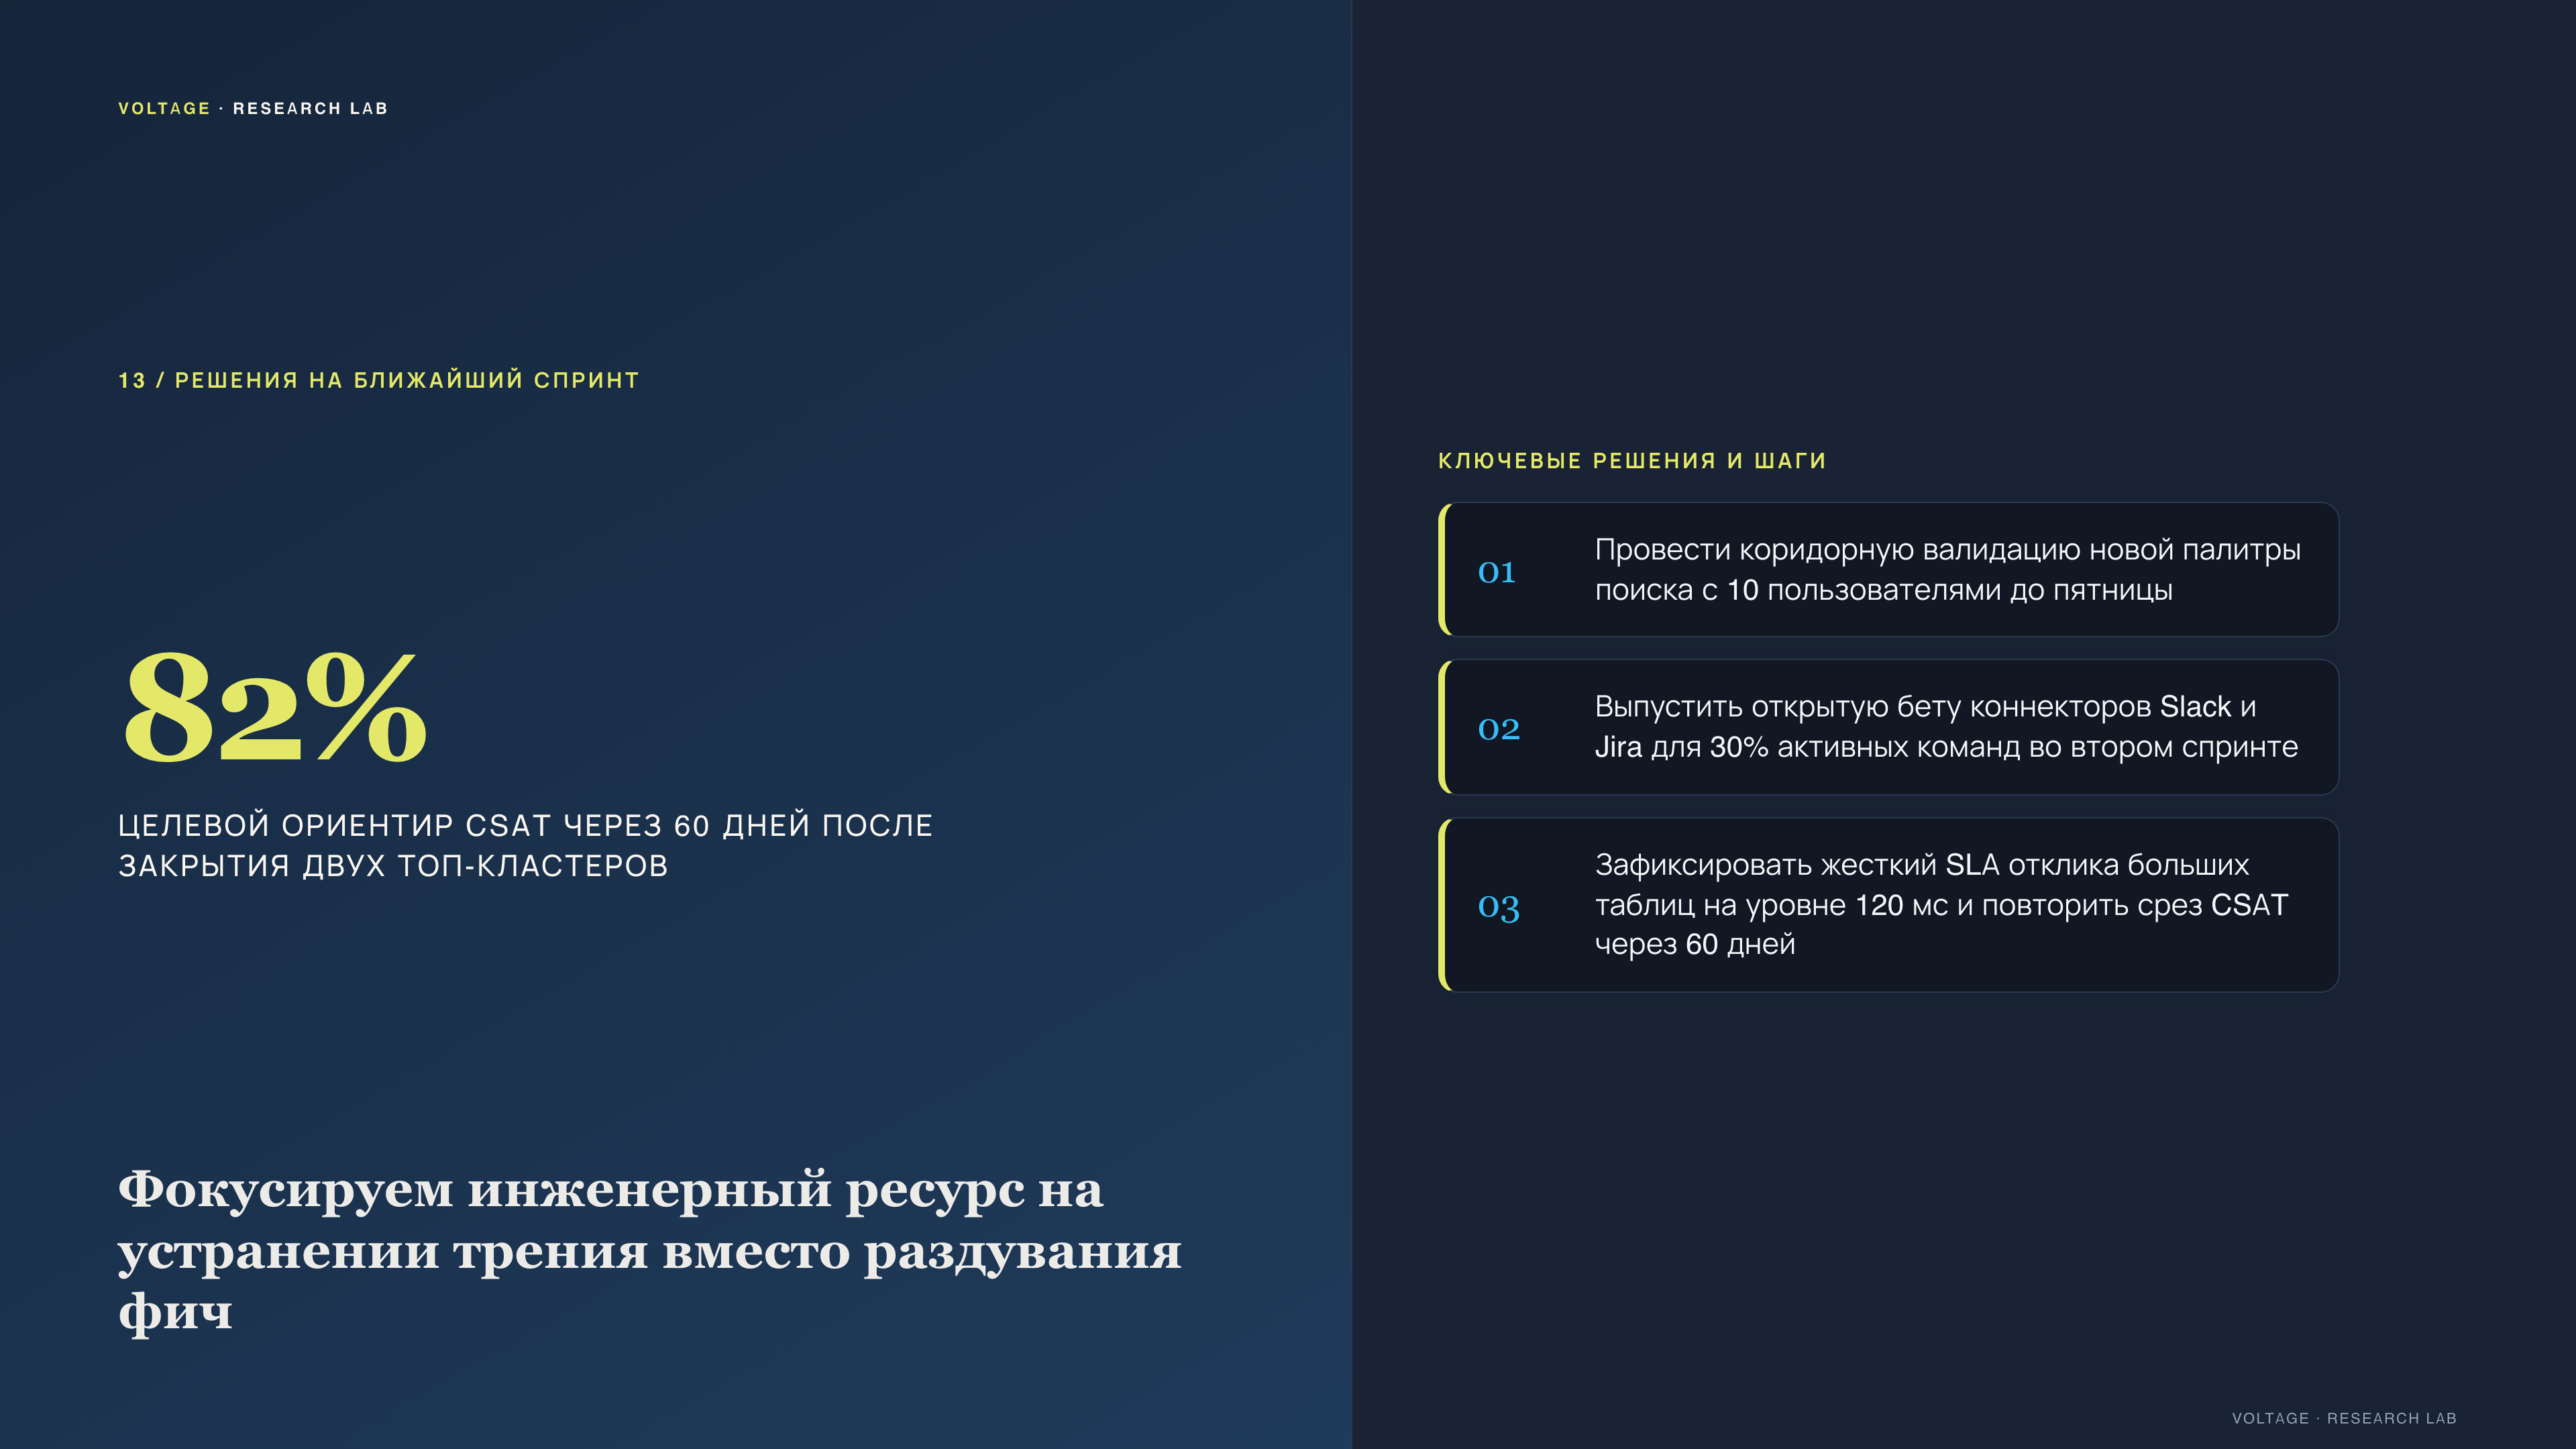 VOLTAGE · RESEARCH LAB
13 / РЕШЕНИЯ НА БЛИЖАЙШИЙ СПРИНТ
82%
ЦЕЛЕВОЙ ОРИЕНТИР CSAT ЧЕРЕЗ 60 ДНЕЙ ПОСЛЕ
ЗАКРЫТИЯ ДВУХ ТОП-КЛАСТЕРОВ
Фокусируем инженерный ресурс на
устранении трения вместо раздувания
фич
КЛЮЧЕВЫЕ РЕШЕНИЯ И ШАГИ
01
Провести коридорную валидацию новой палитры
поиска с 10 пользователями до пятницы
02
Выпустить открытую бету коннекторов Slack и
Jira для 30% активных команд во втором спринте
03
Зафиксировать жесткий SLA отклика больших
таблиц на уровне 120 мс и повторить срез CSAT
через 60 дней
VOLTAGE · RESEARCH LAB